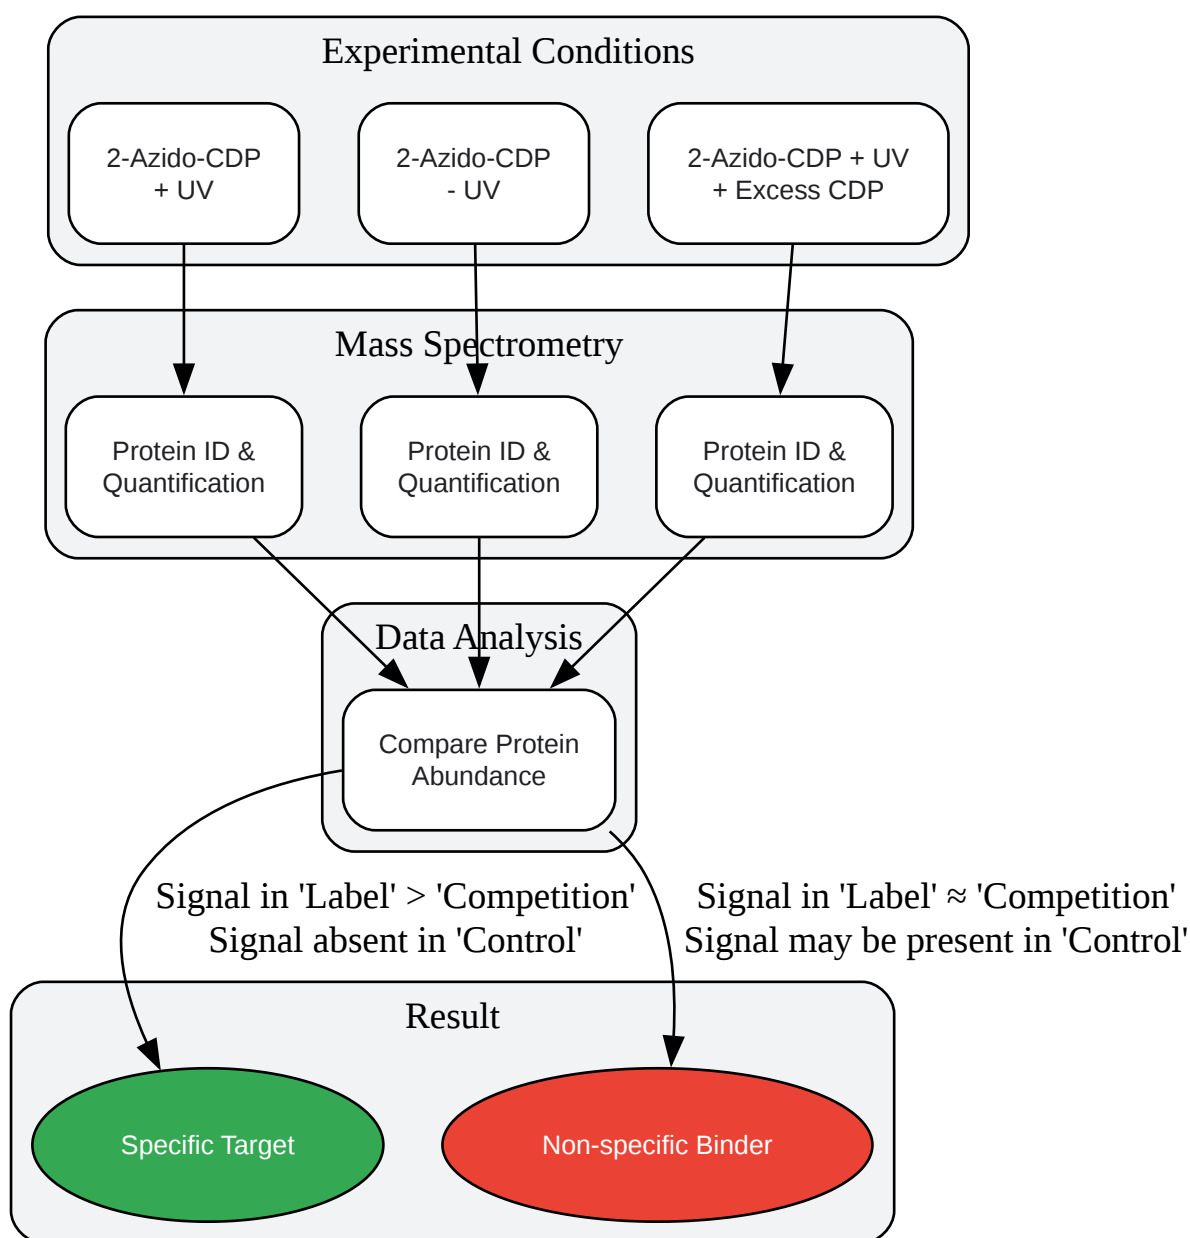 Experimental Conditions
2-Azido-CDP
+ UV
2-Azido-CDP
- UV
2-Azido-CDP + UV
+ Excess CDP
Mass Spectrometry
Protein ID &
Quantification
Protein ID &
Quantification
Protein ID &
Quantification
Data Analysis
Compare Protein
Abundance
Signal in 'Label' > 'Competition'
Signal absent in 'Control'
Signal in 'Label' ≈ 'Competition'
Signal may be present in 'Control'
Result
Specific Target
Non-specific Binder